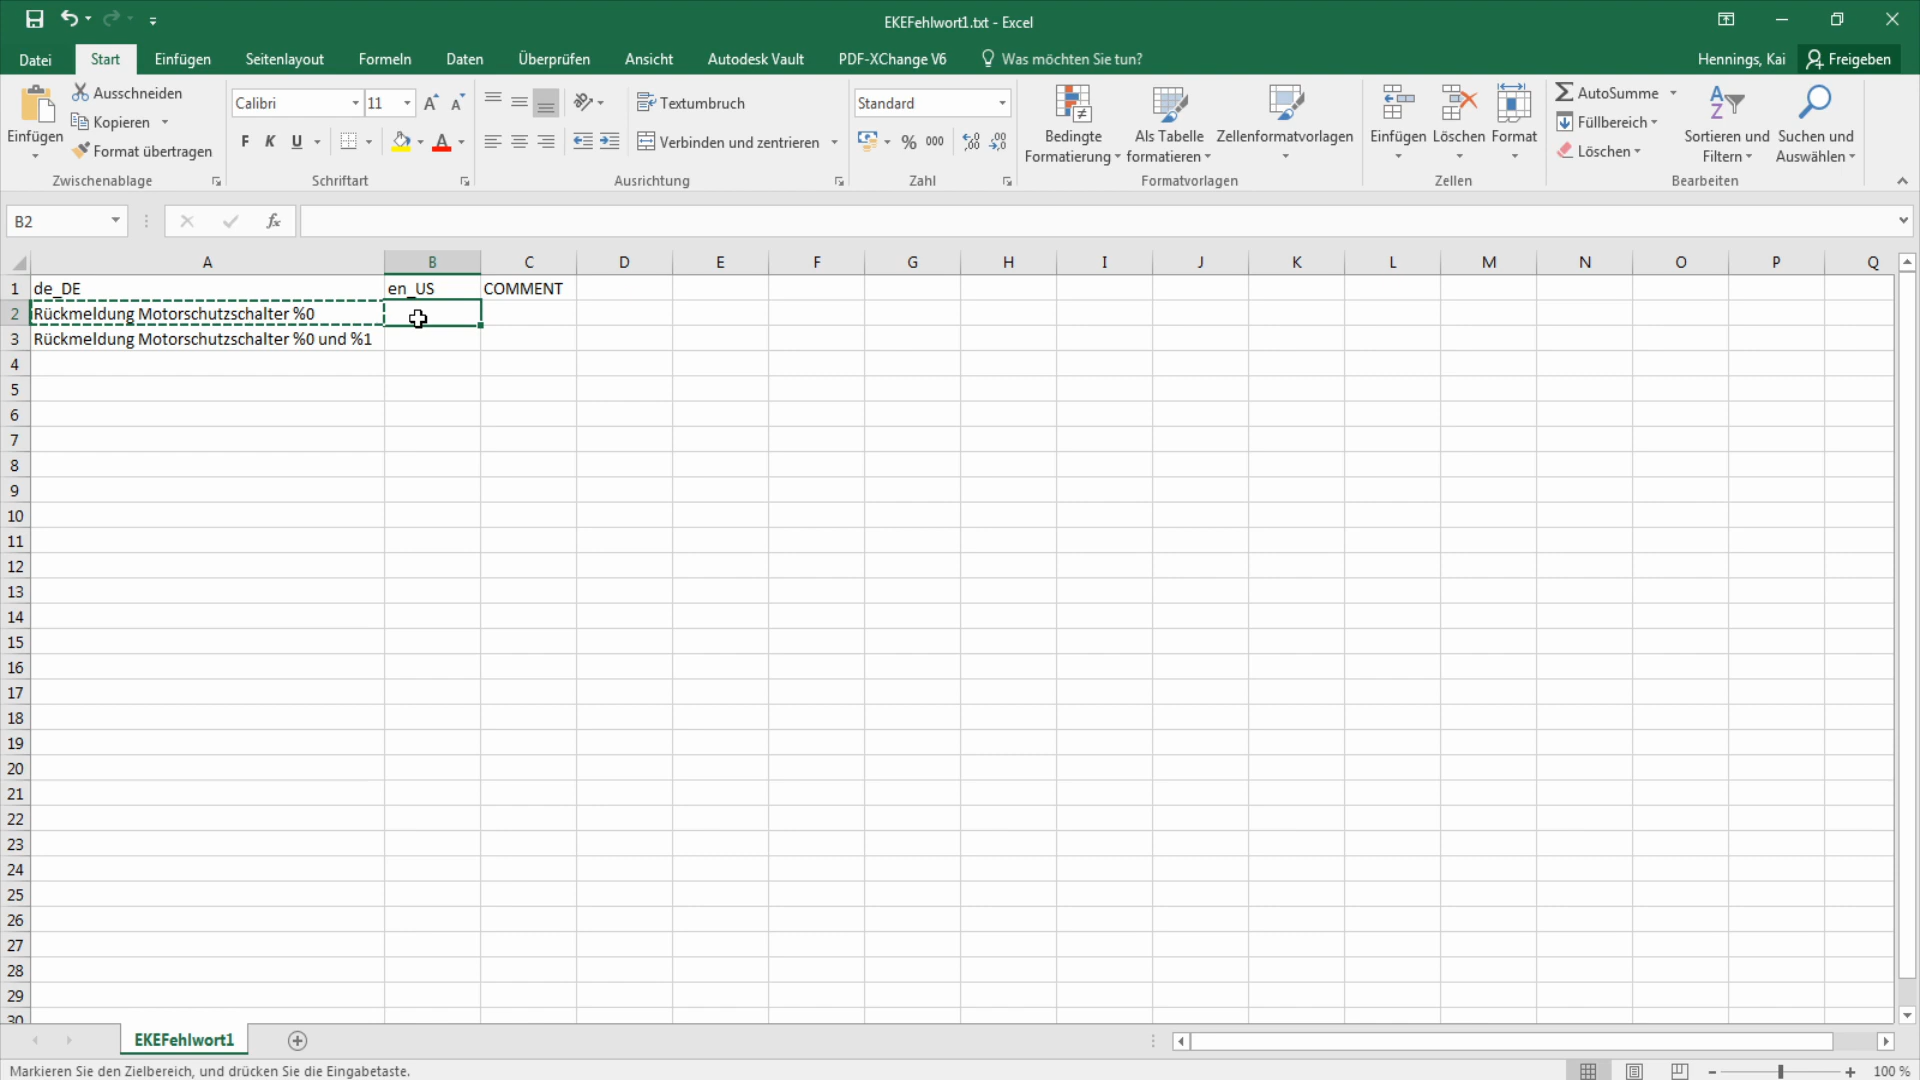 EKEFehlwort1.txt - Excel
Datei Start Einfügen Seitenlayout Formeln Daten Überprüfen Ansicht Autodesk Vault PDF-XChange V6 Was möchten Sie tun? Hennings, Kai Freigeben
Einfügen
Ausschneiden
Kopieren
Format übertragen
Zwischenablage
Calibri 11
F K U
Schriftart
Textumbruch
Verbinden und zentrieren
Ausrichtung
Standard
% 000
Zahl
Bedingte Formatierung
Als Tabelle formatieren
Zellenformatvorlagen
Formatvorlagen
Einfügen Löschen Format
Zellen
AutoSumme
Füllbereich
Löschen
Sortieren und Filtern
Suchen und Auswählen
Bearbeiten
B2 fx
A B C D E F G H I J K L M N O P Q
1 de_DE en_US COMMENT
2 Rückmeldung Motorschutzschalter %0
3 Rückmeldung Motorschutzschalter %0 und %1
4
5
6
7
8
9
10
11
12
13
14
15
16
17
18
19
20
21
22
23
24
25
26
27
28
29
30
EKEFehlwort1
Markieren Sie den Zielbereich, und drücken Sie die Eingabetaste. 100 %